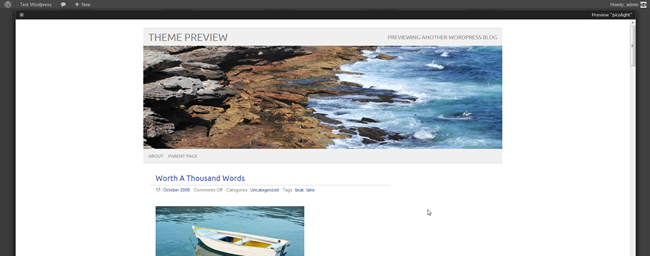 Test Wordpress + New Howdy, admin
Preview "picolight"
THEME PREVIEW PREVIEWING ANOTHER WORDPRESS BLOG
ABOUT PARENT PAGE
Worth A Thousand Words
17. October 2008 · Comments Off · Categories: Uncategorized · Tags: boat, lake